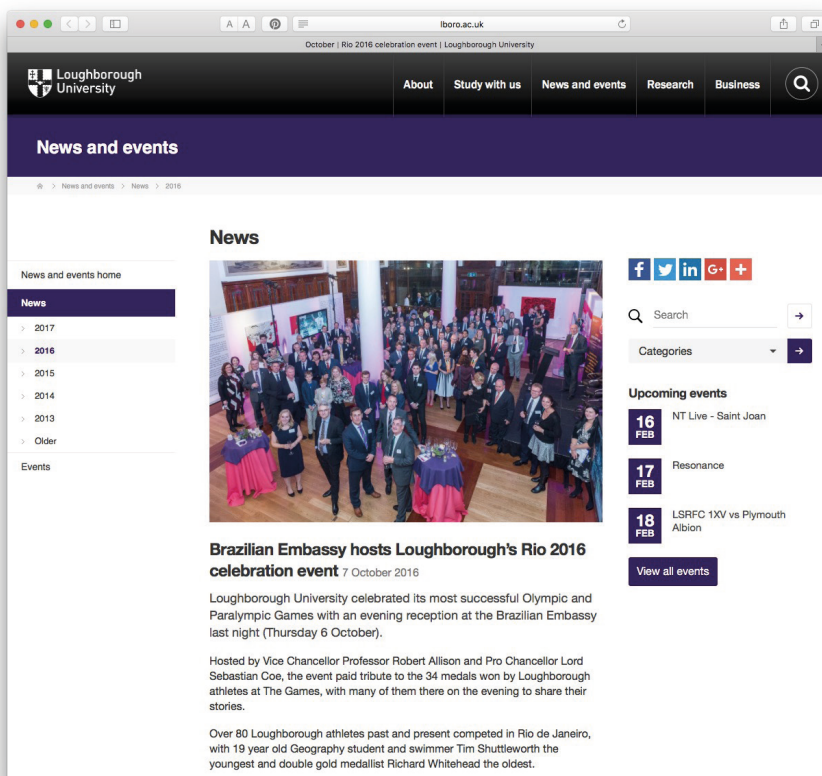 A A
lboro.ac.uk
October | Rio 2016 celebration event | Loughborough University
Loughborough
University
About
Study with us
News and events
Research
Business
News and events
> News and events > News > 2016
News and events home
News
> 2017
> 2016
> 2015
> 2014
> 2013
> Older
Events
News
Brazilian Embassy hosts Loughborough’s Rio 2016
celebration event 7 October 2016
Loughborough University celebrated its most successful Olympic and
Paralympic Games with an evening reception at the Brazilian Embassy
last night (Thursday 6 October).
Hosted by Vice Chancellor Professor Robert Allison and Pro Chancellor Lord
Sebastian Coe, the event paid tribute to the 34 medals won by Loughborough
athletes at The Games, with many of them there on the evening to share their
stories.
Over 80 Loughborough athletes past and present competed in Rio de Janeiro,
with 19 year old Geography student and swimmer Tim Shuttleworth the
youngest and double gold medallist Richard Whitehead the oldest.
f
in
G+
Search
Categories
Upcoming events
16
FEB
NT Live - Saint Joan
17
FEB
Resonance
18
FEB
LSRFC 1XV vs Plymouth
Albion
View all events